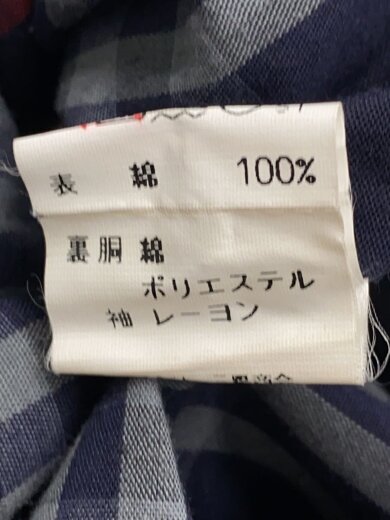 表 綿 100%
裏胴 綿
ポリエステル
袖 レーヨン